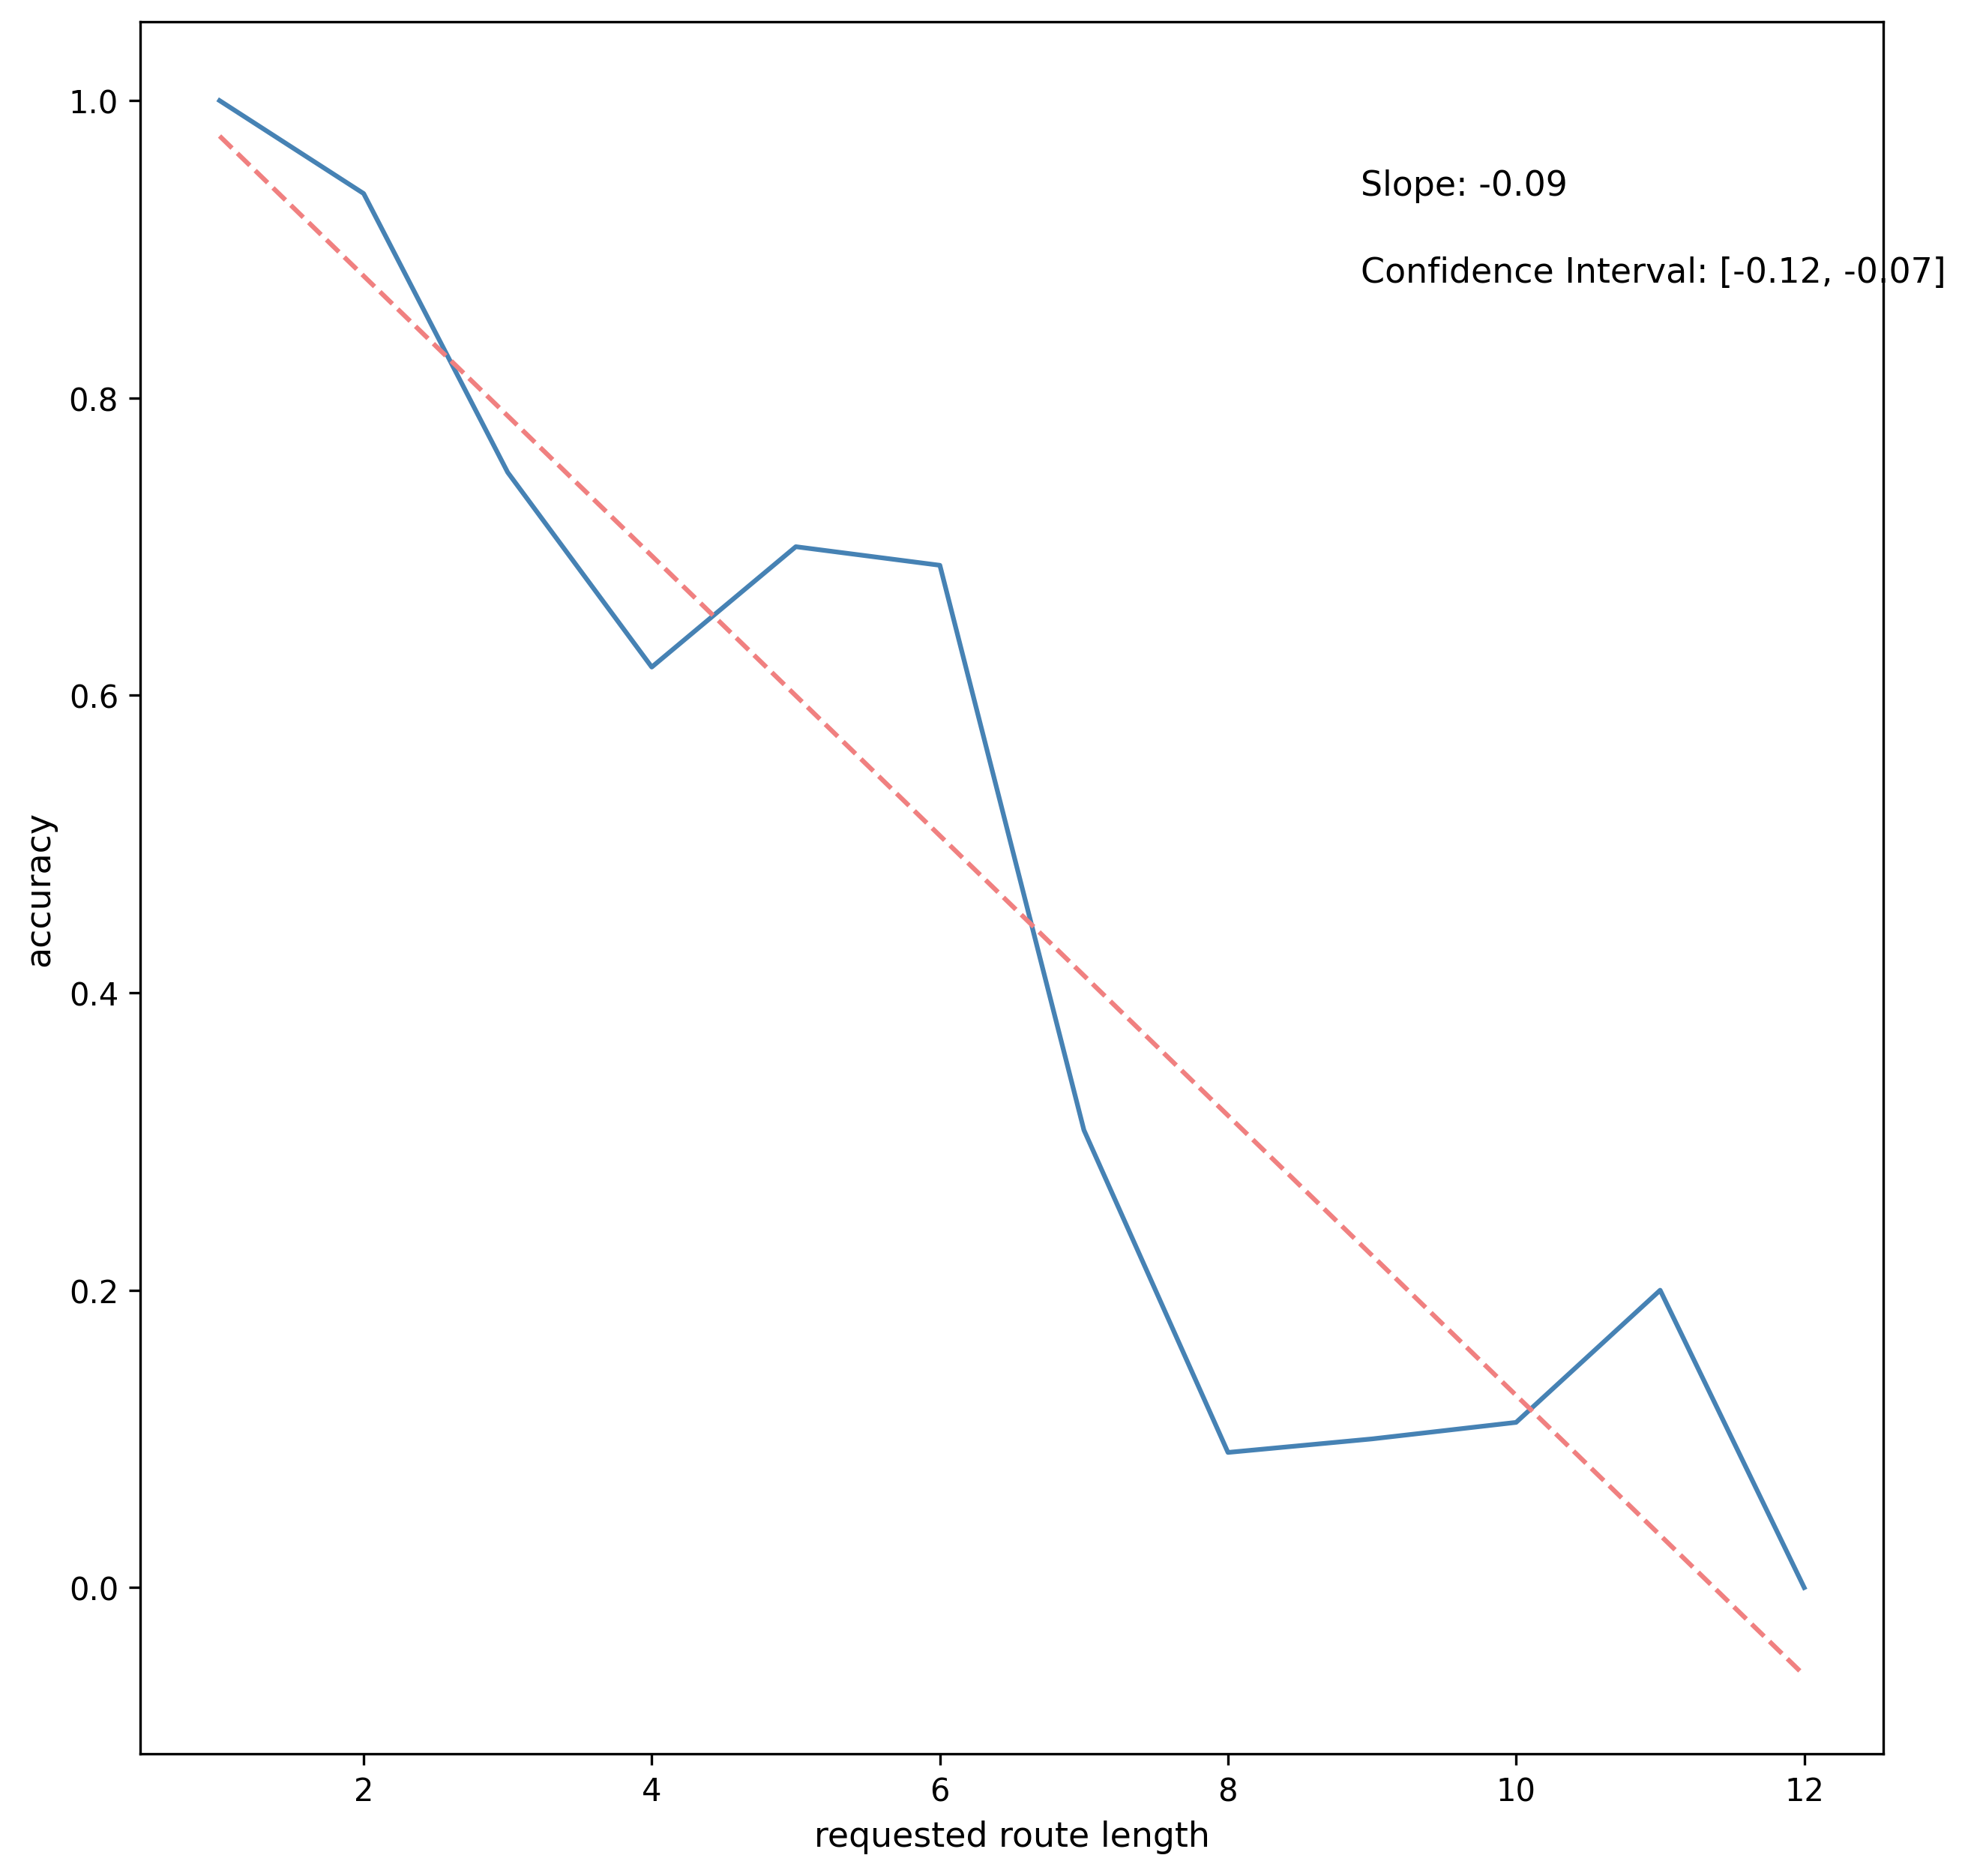 1.0
0.8
0.6
0.4
0.2
0.0
accuracy
Slope: -0.09
Confidence Interval: [-0.12, -0.07]
2 4 6 8 10 12
requested route length